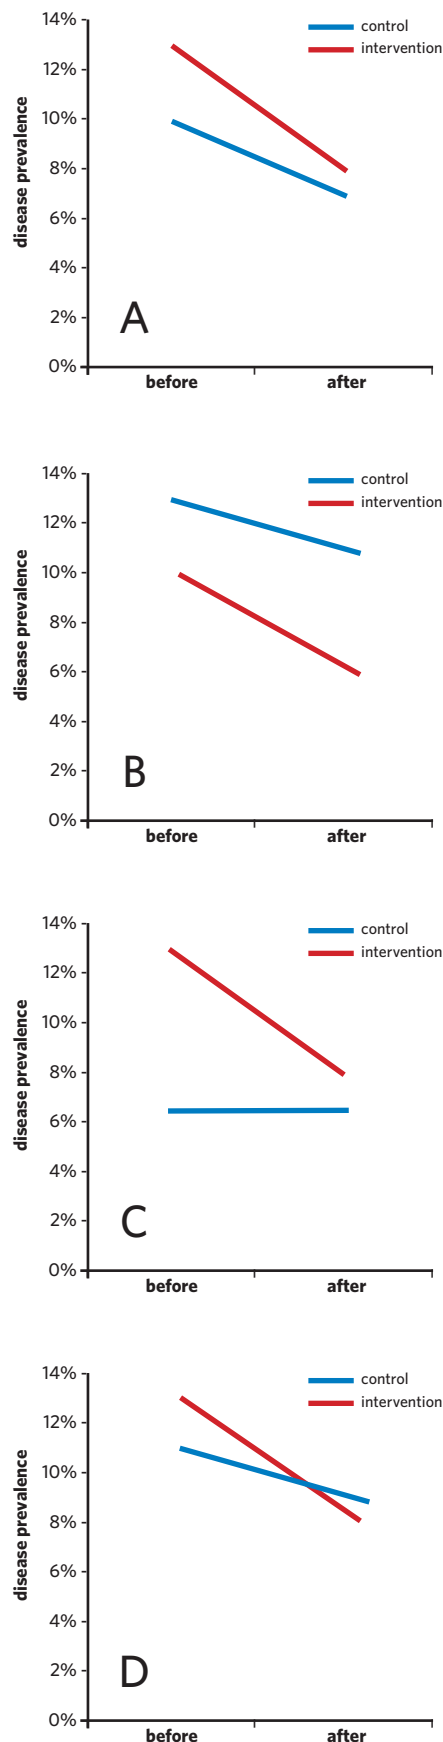 14%
control
intervention
12%
10%
8%
6%
4%
2%
0%
disease prevalence
A
before after
14%
control
intervention
12%
10%
8%
6%
4%
2%
0%
disease prevalence
B
before after
14%
control
intervention
12%
10%
8%
6%
4%
2%
0%
disease prevalence
C
before after
14%
control
intervention
12%
10%
8%
6%
4%
2%
0%
disease prevalence
D
before after